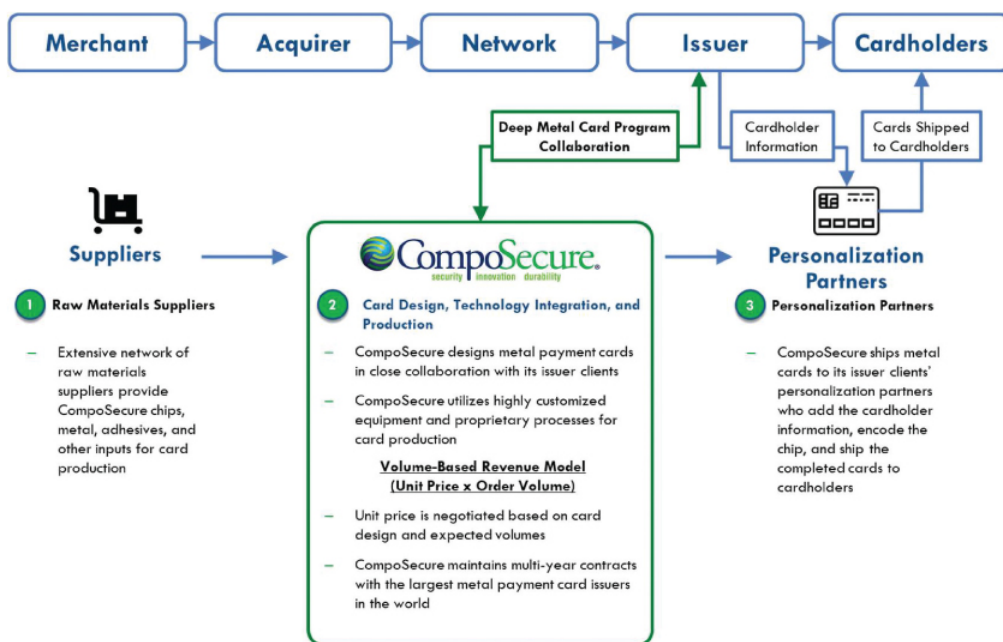 Merchant
Acquirer
Network
Issuer
Cardholders
Deep Metal Card Program
Collaboration
Cardholder
Information
Cards Shipped
to Cardholders
Suppliers
CompoSecure®
security innovation durability
Personalization
Partners
1 Raw Materials Suppliers
– Extensive network of
raw materials
suppliers provide
CompoSecure chips,
metal, adhesives, and
other inputs for card
production
2 Card Design, Technology Integration, and
Production
– CompoSecure designs metal payment cards
in close collaboration with its issuer clients
– CompoSecure utilizes highly customized
equipment and proprietary processes for
card production
Volume-Based Revenue Model
(Unit Price x Order Volume)
– Unit price is negotiated based on card
design and expected volumes
– CompoSecure maintains multi-year contracts
with the largest metal payment card issuers
in the world
3 Personalization Partners
– CompoSecure ships metal
cards to its issuer clients'
personalization partners
who add the cardholder
information, encode the
chip, and ship the
completed cards to
cardholders